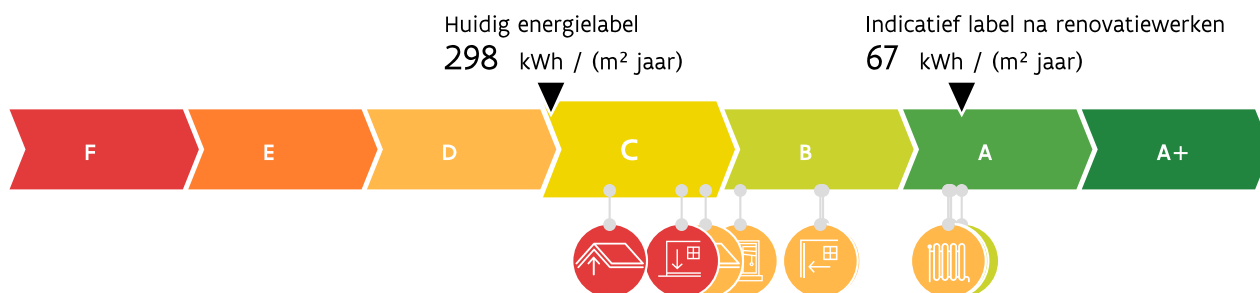 Huidig energielabel
298 kWh / (m² jaar)
Indicatief label na renovatiewerken
67 kWh / (m² jaar)
F E D C B A A+